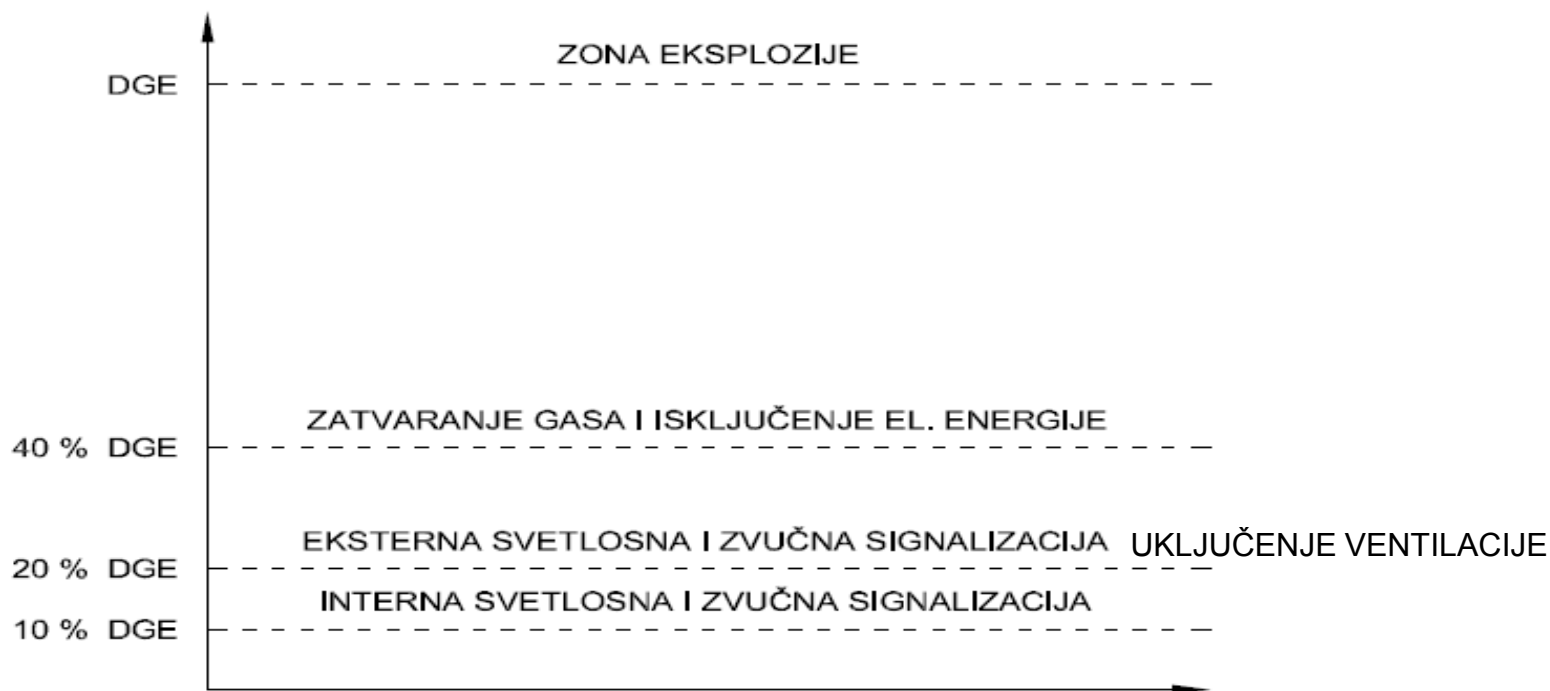 ZONA EKSPLOZIJE
DGE
ZATVARANJE GASA I ISKLJUČENJE EL. ENERGIJE
40 % DGE
EKSTERNA SVETLOSNA I ZVUČNA SIGNALIZACIJA UKLJUČENJE VENTILACIJE
20 % DGE
INTERNA SVETLOSNA I ZVUČNA SIGNALIZACIJA
10 % DGE